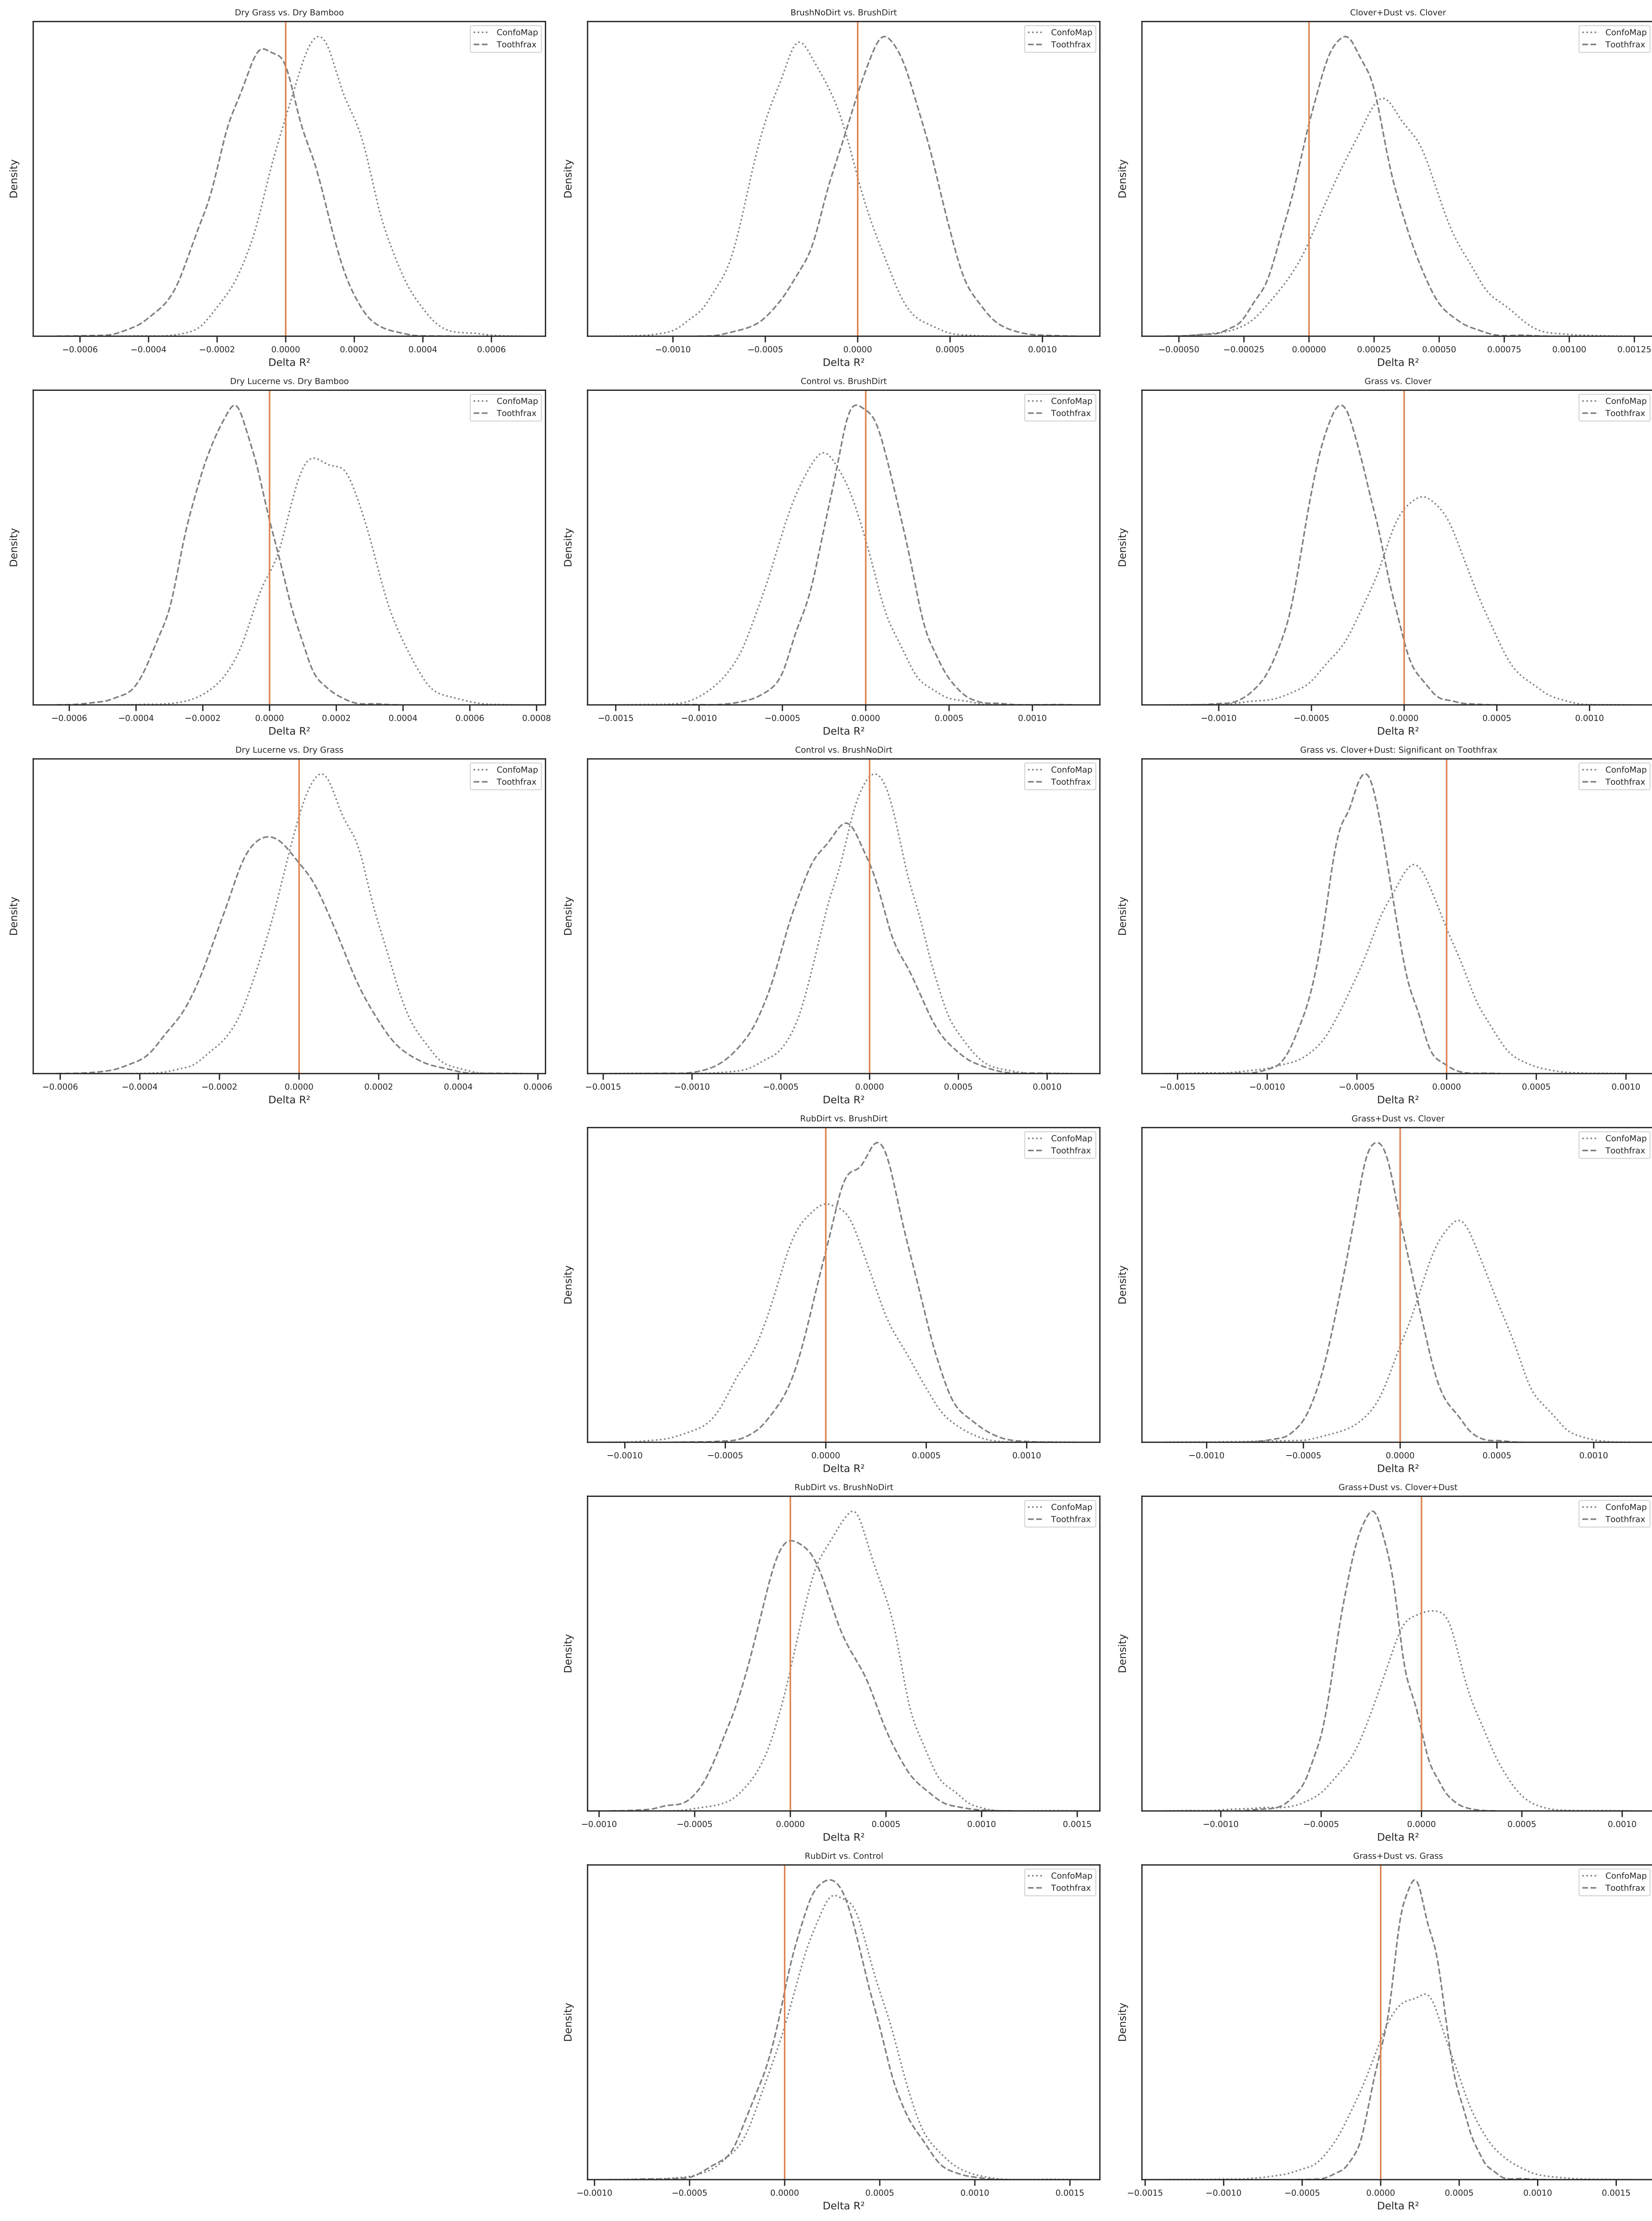 Dry Grass vs. Dry Bamboo
ConfoMap
Toothfrax
Density
−0.0006 −0.0004 −0.0002 0.0000 0.0002 0.0004 0.0006
Delta R²
BrushNoDirt vs. BrushDirt
ConfoMap
Toothfrax
Density
−0.0010 −0.0005 0.0000 0.0005 0.0010
Delta R²
Clover+Dust vs. Clover
ConfoMap
Toothfrax
Density
−0.00050 −0.00025 0.00000 0.00025 0.00050 0.00075 0.00100 0.00125
Delta R²
Dry Lucerne vs. Dry Bamboo
ConfoMap
Toothfrax
Density
−0.0006 −0.0004 −0.0002 0.0000 0.0002 0.0004 0.0006 0.0008
Delta R²
Control vs. BrushDirt
ConfoMap
Toothfrax
Density
−0.0015 −0.0010 −0.0005 0.0000 0.0005 0.0010
Delta R²
Grass vs. Clover
ConfoMap
Toothfrax
Density
−0.0010 −0.0005 0.0000 0.0005 0.0010
Delta R²
Dry Lucerne vs. Dry Grass
ConfoMap
Toothfrax
Density
−0.0006 −0.0004 −0.0002 0.0000 0.0002 0.0004 0.0006
Delta R²
Control vs. BrushNoDirt
ConfoMap
Toothfrax
Density
−0.0015 −0.0010 −0.0005 0.0000 0.0005 0.0010
Delta R²
Grass vs. Clover+Dust: Significant on Toothfrax
ConfoMap
Toothfrax
Density
−0.0015 −0.0010 −0.0005 0.0000 0.0005 0.0010
Delta R²
RubDirt vs. BrushDirt
ConfoMap
Toothfrax
Density
−0.0010 −0.0005 0.0000 0.0005 0.0010
Delta R²
Grass+Dust vs. Clover
ConfoMap
Toothfrax
Density
−0.0010 −0.0005 0.0000 0.0005 0.0010
Delta R²
RubDirt vs. BrushNoDirt
ConfoMap
Toothfrax
Density
−0.0010 −0.0005 0.0000 0.0005 0.0010 0.0015
Delta R²
Grass+Dust vs. Clover+Dust
ConfoMap
Toothfrax
Density
−0.0010 −0.0005 0.0000 0.0005 0.0010
Delta R²
RubDirt vs. Control
ConfoMap
Toothfrax
Density
−0.0010 −0.0005 0.0000 0.0005 0.0010 0.0015
Delta R²
Grass+Dust vs. Grass
ConfoMap
Toothfrax
Density
−0.0015 −0.0010 −0.0005 0.0000 0.0005 0.0010 0.0015
Delta R²